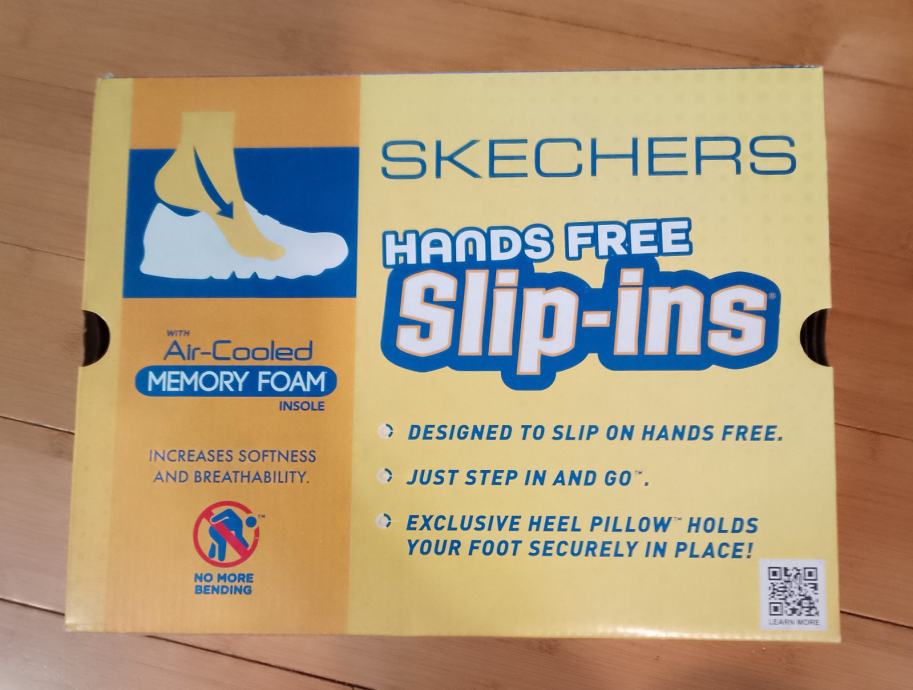 SKECHERS
HANDS FREE
Slip-ins®
WITH
Air-Cooled
MEMORY FOAM
INSOLE
INCREASES SOFTNESS
AND BREATHABILITY.
™
NO MORE
BENDING
DESIGNED TO SLIP ON HANDS FREE.
JUST STEP IN AND GO™.
EXCLUSIVE HEEL PILLOW™ HOLDS
YOUR FOOT SECURELY IN PLACE!
LEARN MORE